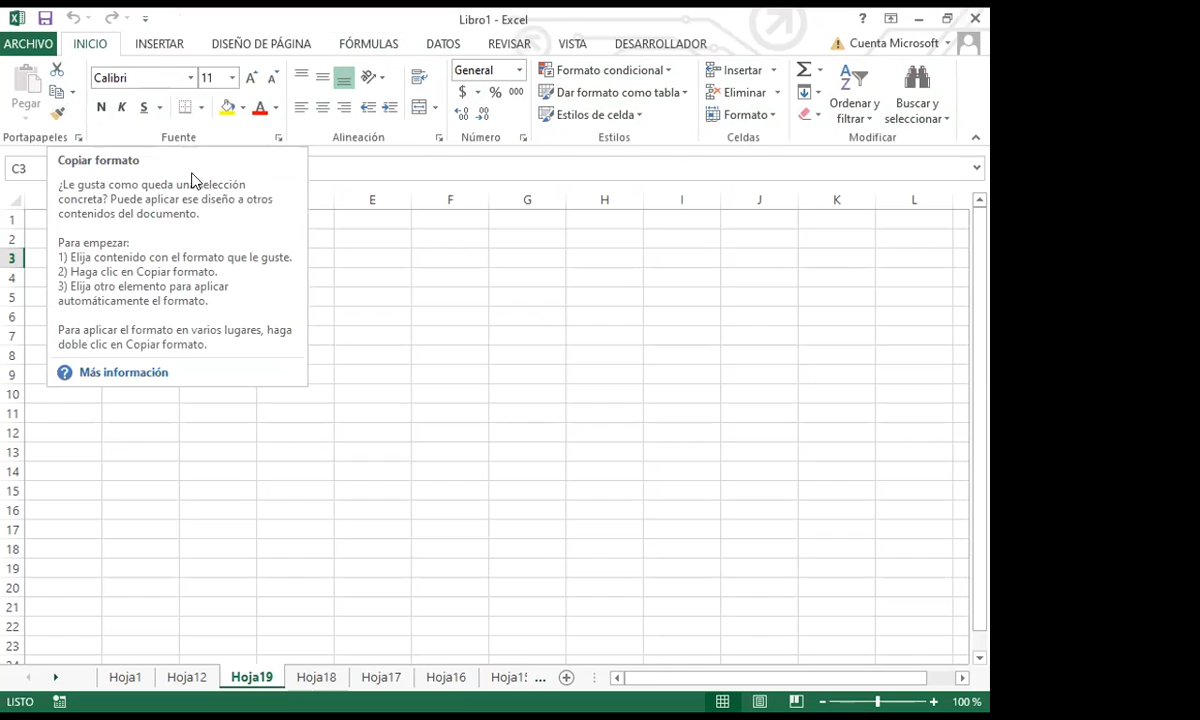 Libro1 - Excel
?
ARCHIVO INICIO INSERTAR DISEÑO DE PÁGINA FÓRMULAS DATOS REVISAR VISTA DESARROLLADOR Cuenta Microsoft
Pegar
Calibri 11
N K S A
General
$ % 000
Formato condicional
Dar formato como tabla
Estilos de celda
Insertar
Eliminar
Formato
Ordenar y
filtrar
Buscar y
seleccionar
Portapapeles Fuente Alineación Número Estilos Celdas Modificar
C3
Copiar formato
¿Le gusta como queda una selección
concreta? Puede aplicar ese diseño a otros
contenidos del documento.
Para empezar:
1) Elija contenido con el formato que le guste.
2) Haga clic en Copiar formato.
3) Elija otro elemento para aplicar
automáticamente el formato.
Para aplicar el formato en varios lugares, haga
doble clic en Copiar formato.
? Más información
E F G H I J K L
1
2
3
4
5
6
7
8
9
10
11
12
13
14
15
16
17
18
19
20
21
22
23
Hoja1 Hoja12 Hoja19 Hoja18 Hoja17 Hoja16 Hoja15 ...
LISTO 100 %